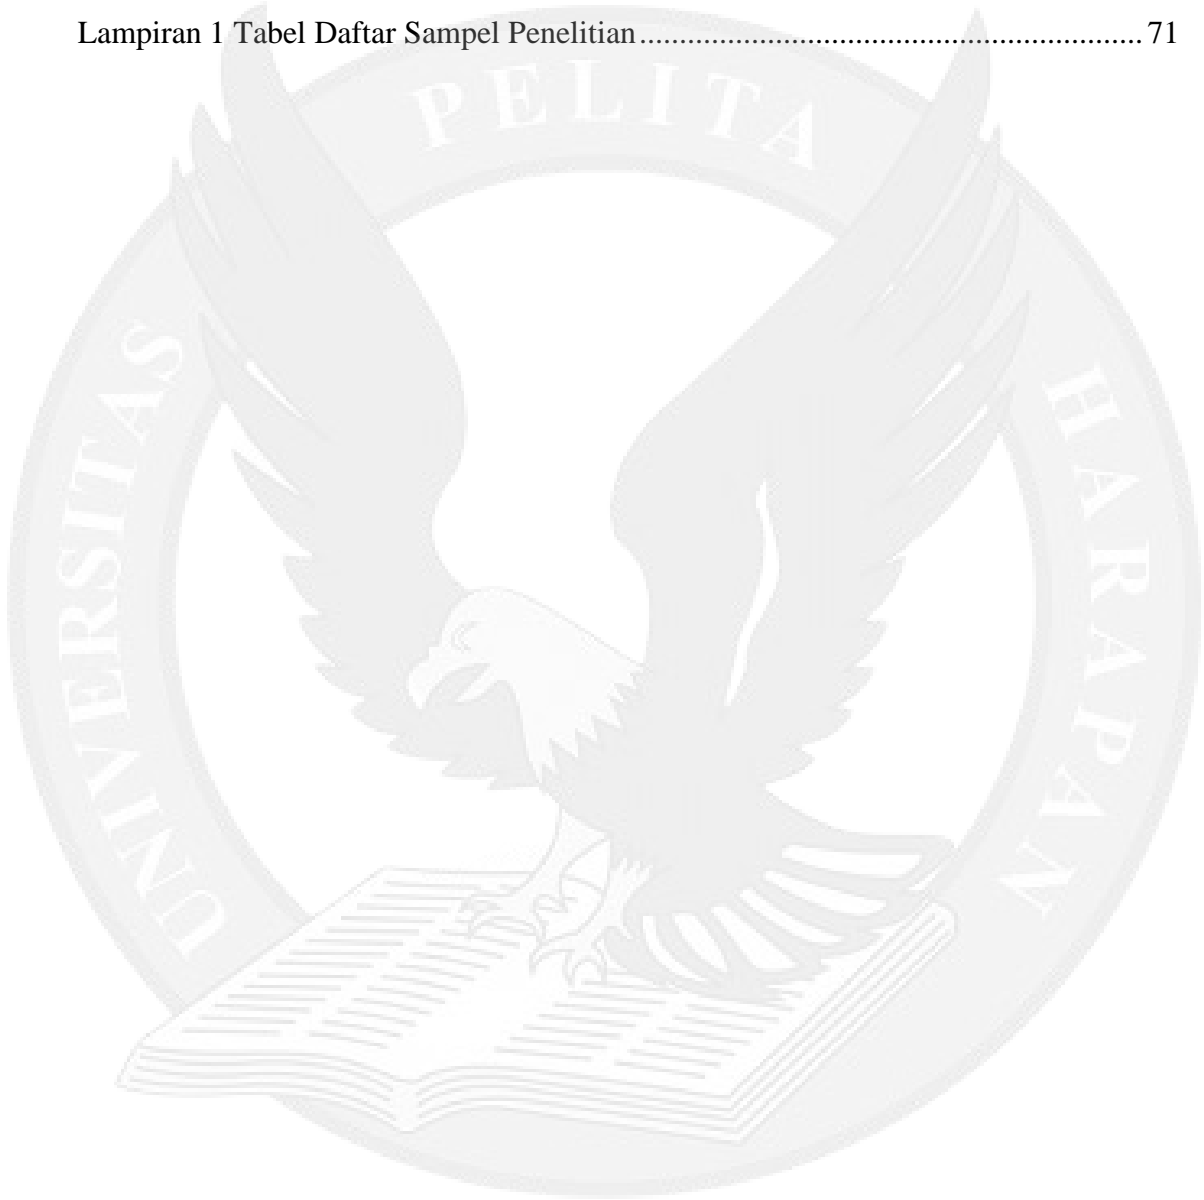 Lampiran 1 Tabel Daftar Sampel Penelitian................................................................ 71
PELITA
UNIVERSITAS
HARAPAN